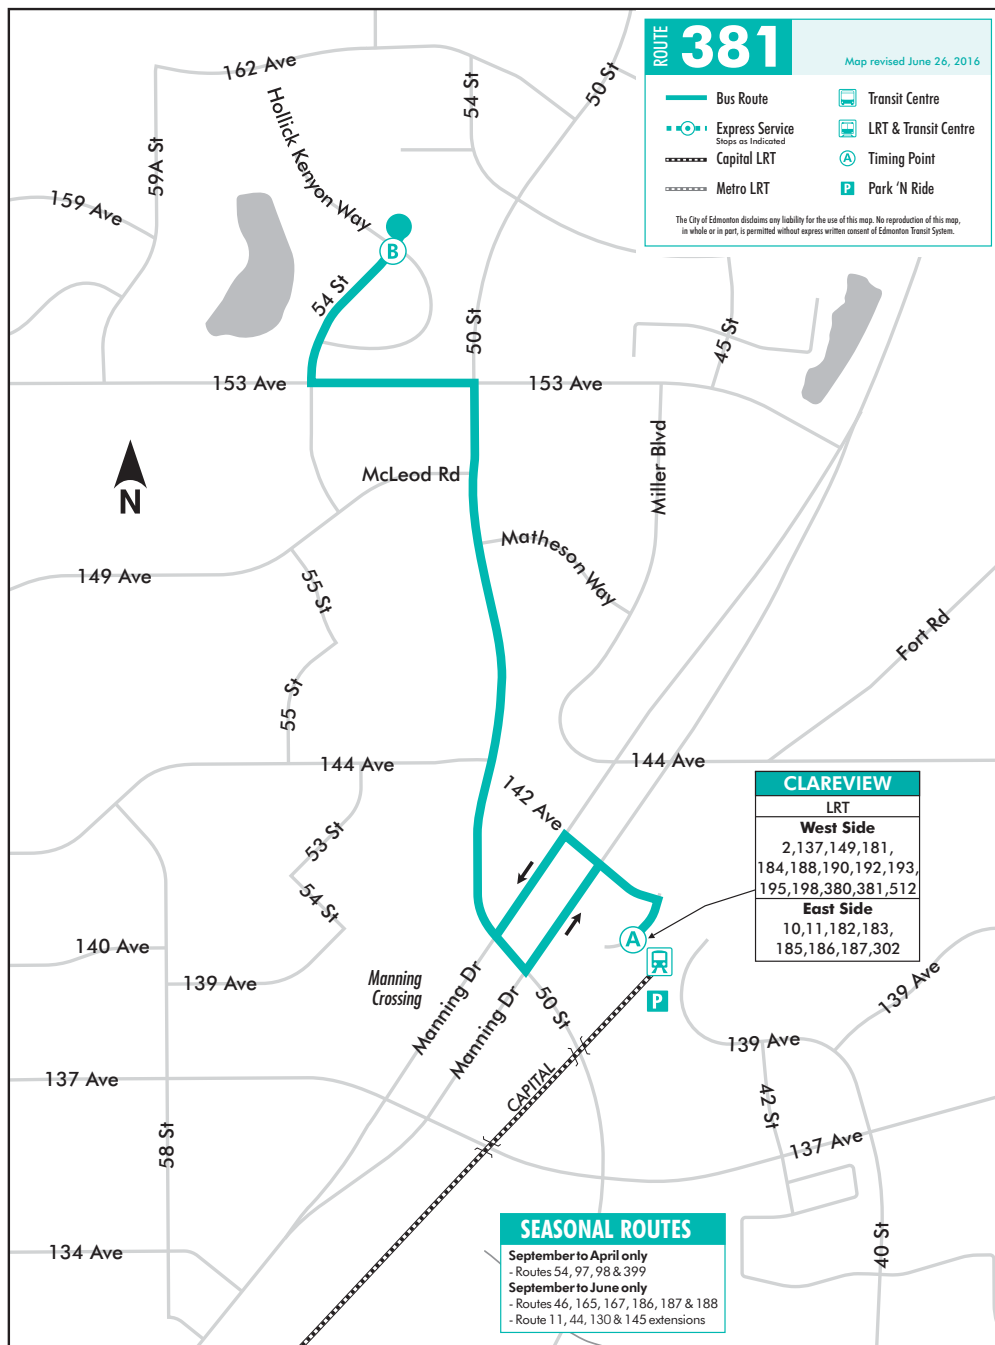 ROUTE 381
Map revised June 26, 2016
Bus Route
Express Service
Stops as Indicated
Capital LRT
Metro LRT
Transit Centre
LRT & Transit Centre
A Timing Point
P Park 'N Ride
The City of Edmonton disclaims any liability for the use of this map. No reproduction of this map,
in whole or in part, is permitted without express written consent of Edmonton Transit System.
162 Ave
54 St
50 St
Hollick Kenyon Way
59A St
159 Ave
B
54 St
50 St
45 St
153 Ave
153 Ave
N
McLeod Rd
Miller Blvd
Matheson Way
149 Ave
55 St
Fort Rd
55 St
144 Ave
144 Ave
142 Ave
CLAREVIEW
LRT
West Side
2,137,149,181,
184,188,190,192,193,
195,198,380,381,512
East Side
10,11,182,183,
185,186,187,302
53 St
54 St
140 Ave
139 Ave
A
P
Manning
Crossing
Manning Dr
Manning Dr
50 St
139 Ave
139 Ave
CAPITAL
137 Ave
42 St
137 Ave
58 St
134 Ave
40 St
SEASONAL ROUTES
September to April only
- Routes 54, 97, 98 & 399
September to June only
- Routes 46, 165, 167, 186, 187 & 188
- Route 11, 44, 130 & 145 extensions